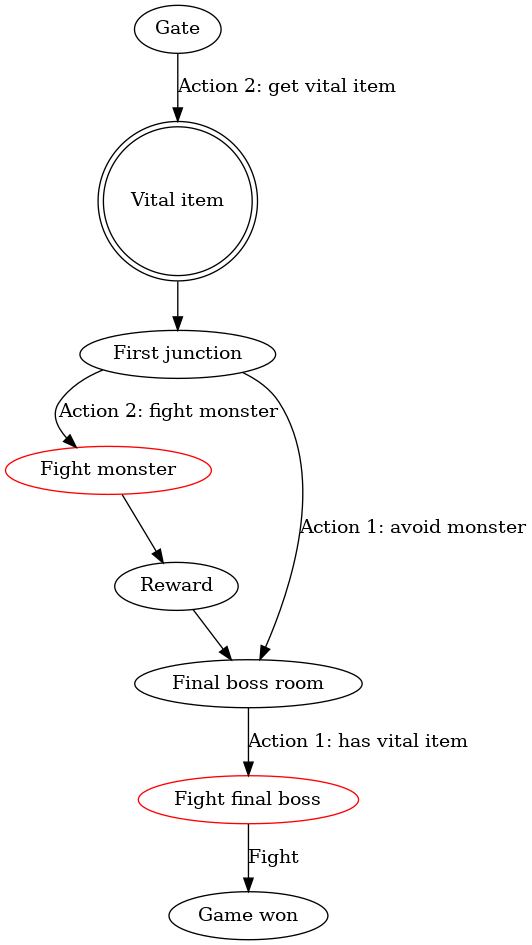 Gate
Action 2: get vital item
Vital item
First junction
Action 2: fight monster
Fight monster
Action 1: avoid monster
Reward
Final boss room
Action 1: has vital item
Fight final boss
Fight
Game won